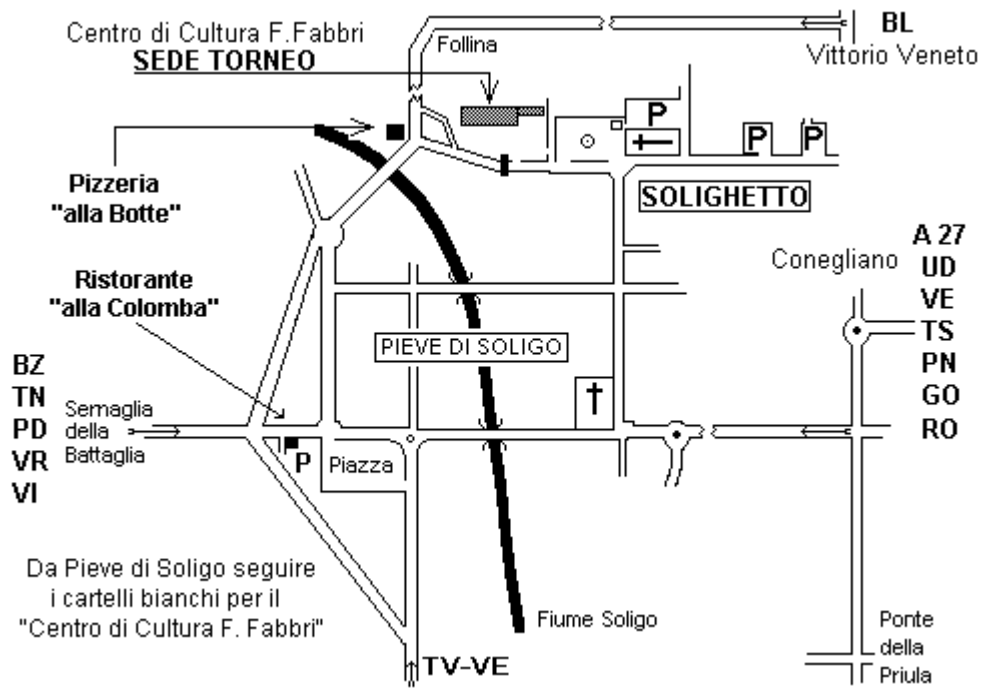 Centro di Cultura F.Fabbri
SEDE TORNEO
Follina
BL
Vittorio Veneto
P
P
P
Pizzeria
"alla Botte"
SOLIGHETTO
A 27
UD
VE
TS
PN
GO
RO
Conegliano
Ristorante
"alla Colomba"
PIEVE DI SOLIGO
BZ
TN
PD
VR
VI
Sernaglia
della
Battaglia
P
Piazza
Da Pieve di Soligo seguire
i cartelli bianchi per il
"Centro di Cultura F. Fabbri"
Fiume Soligo
TV-VE
Ponte
della
Priula